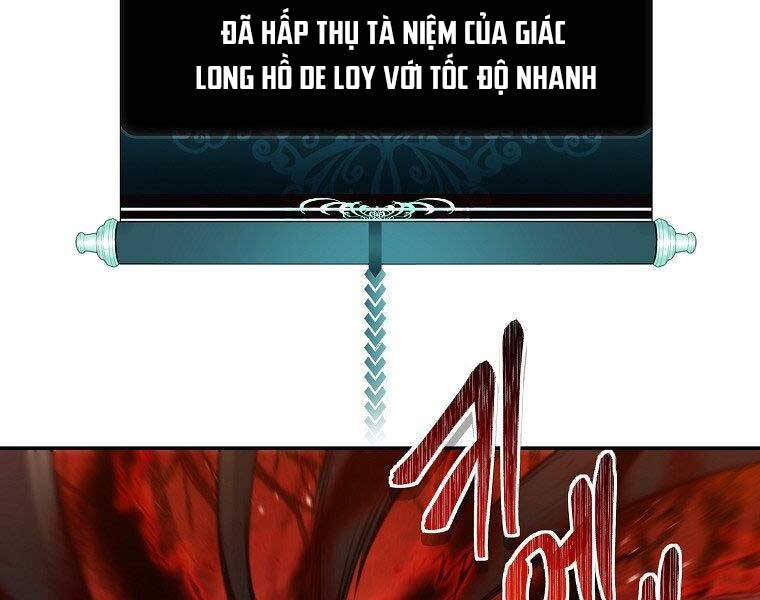 ĐÃ HẤP THỤ TÀ NIỆM CỦA GIÁC
LONG HỒ DE LOY VỚI TỐC ĐỘ NHANH